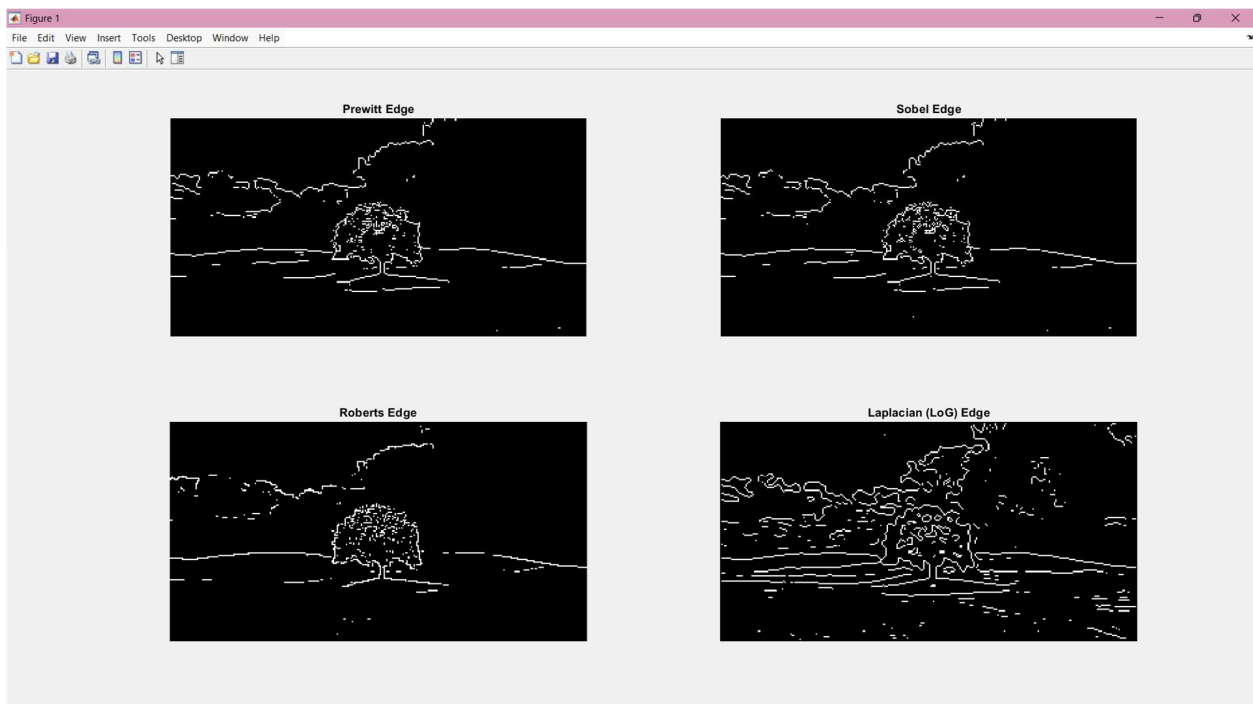 Figure 1
File Edit View Insert Tools Desktop Window Help
Prewitt Edge
Sobel Edge
Roberts Edge
Laplacian (LoG) Edge